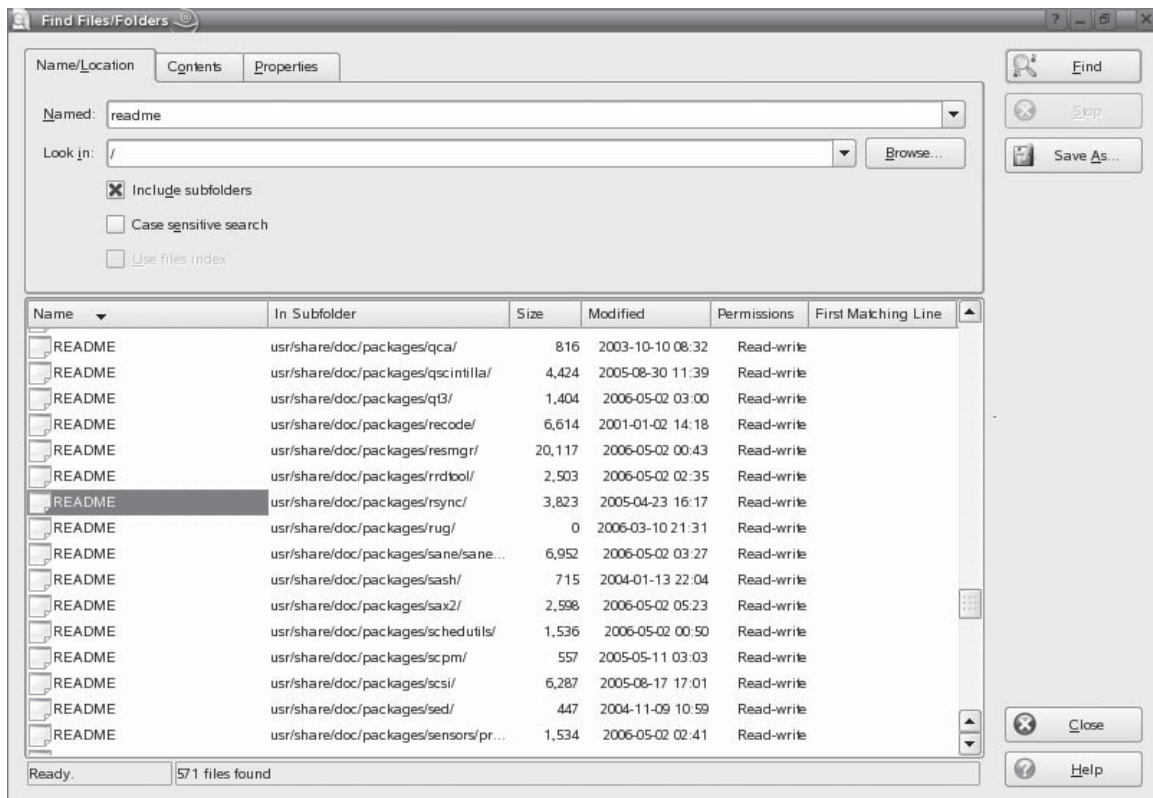 Find Files/Folders
Name/Location Contents Properties
Named: readme
Look in: / Browse...
Include subfolders
Case sensitive search
Use files index
Find
Stop
Save As...
Name In Subfolder Size Modified Permissions First Matching Line
README usr/share/doc/packages/qca/ 816 2003-10-10 08:32 Read-write
README usr/share/doc/packages/qscintilla/ 4,424 2005-08-30 11:39 Read-write
README usr/share/doc/packages/qt3/ 1,404 2006-05-02 03:00 Read-write
README usr/share/doc/packages/recode/ 6,614 2001-01-02 14:18 Read-write
README usr/share/doc/packages/resmgr/ 20,117 2006-05-02 00:43 Read-write
README usr/share/doc/packages/rrdtool/ 2,503 2006-05-02 02:35 Read-write
README usr/share/doc/packages/rsync/ 3,823 2005-04-23 16:17 Read-write
README usr/share/doc/packages/rug/ 0 2006-03-10 21:31 Read-write
README usr/share/doc/packages/sane/sane... 6,952 2006-05-02 03:27 Read-write
README usr/share/doc/packages/sash/ 715 2004-01-13 22:04 Read-write
README usr/share/doc/packages/sax2/ 2,598 2006-05-02 05:23 Read-write
README usr/share/doc/packages/schedutils/ 1,536 2006-05-02 00:50 Read-write
README usr/share/doc/packages/scpm/ 557 2005-05-11 03:03 Read-write
README usr/share/doc/packages/scsi/ 6,287 2005-08-17 17:01 Read-write
README usr/share/doc/packages/sed/ 447 2004-11-09 10:59 Read-write
README usr/share/doc/packages/sensors/pr... 1,534 2006-05-02 02:41 Read-write
Close
Help
Ready. 571 files found